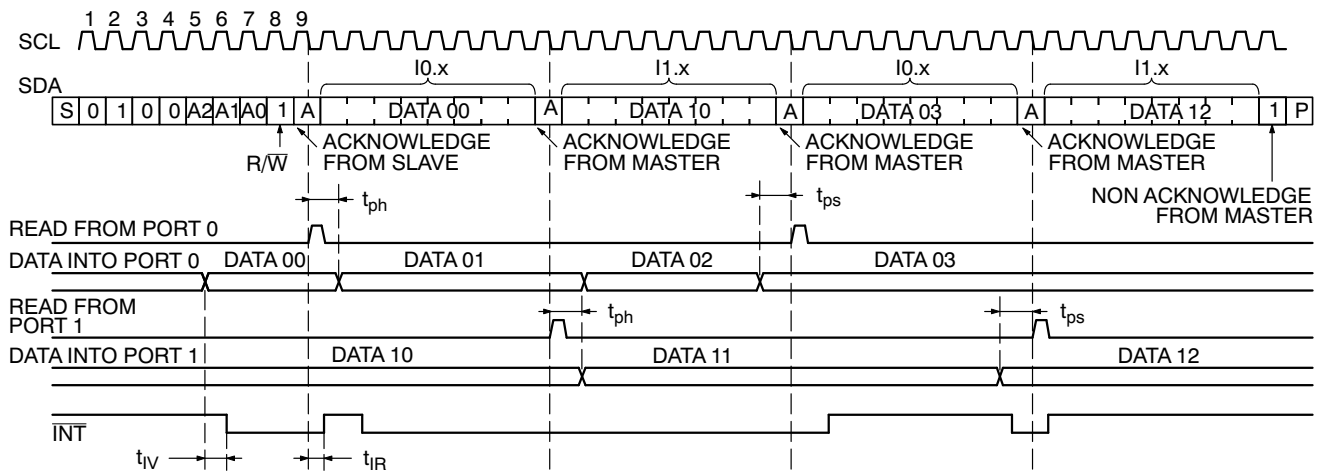 1 2 3 4 5 6 7 8 9
SCL
I0.x I1.x I0.x I1.x
SDA
S 0 1 0 0 A2 A1 A0 1 A DATA 00 A DATA 10 A DATA 03 A DATA 12 1 P
R/W̅
ACKNOWLEDGE
FROM SLAVE
ACKNOWLEDGE
FROM MASTER
ACKNOWLEDGE
FROM MASTER
ACKNOWLEDGE
FROM MASTER
NON ACKNOWLEDGE
FROM MASTER
tph tps
READ FROM PORT 0
DATA INTO PORT 0 DATA 00 DATA 01 DATA 02 DATA 03
READ FROM
PORT 1
tph tps
DATA INTO PORT 1 DATA 10 DATA 11 DATA 12
I̅N̅T̅
tIV tIR